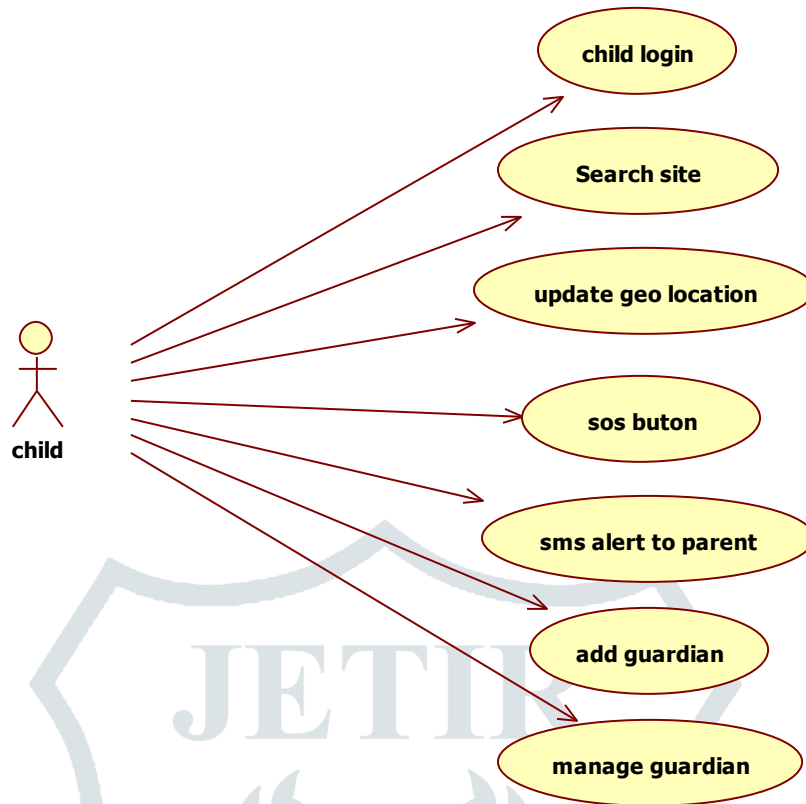 child login
Search site
update geo location
sos buton
child
sms alert to parent
add guardian
JETIR
manage guardian